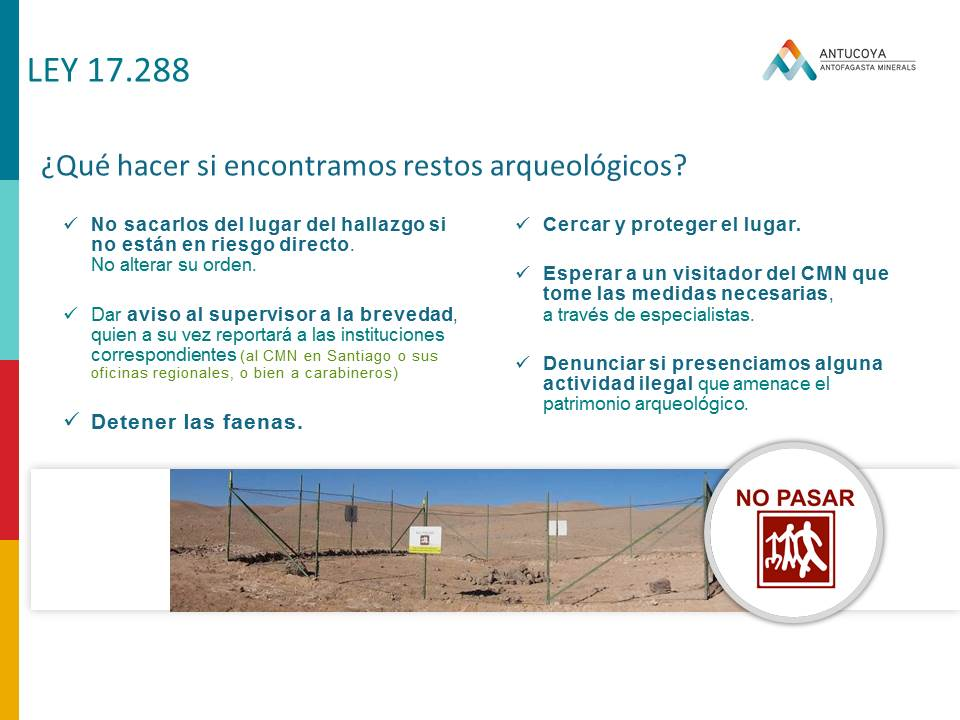 LEY 17.288
ANTUCOYA
ANTOFAGASTA MINERALS
¿Qué hacer si encontramos restos arqueológicos?
✓ No sacarlos del lugar del hallazgo si
no están en riesgo directo.
No alterar su orden.
✓ Dar aviso al supervisor a la brevedad,
quien a su vez reportará a las instituciones
correspondientes (al CMN en Santiago o sus
oficinas regionales, o bien a carabineros)
✓ Detener las faenas.
✓ Cercar y proteger el lugar.
✓ Esperar a un visitador del CMN que
tome las medidas necesarias,
a través de especialistas.
✓ Denunciar si presenciamos alguna
actividad ilegal que amenace el
patrimonio arqueológico.
NO PASAR